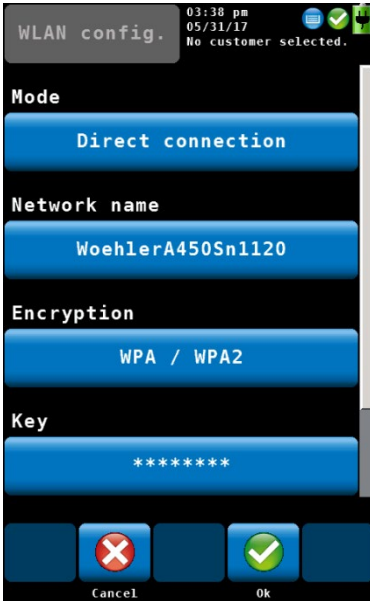 WLAN config.
03:38 pm
05/31/17
No customer selected.
Mode
Direct connection
Network name
WoehlerA450Sn1120
Encryption
WPA / WPA2
Key
********
Cancel
Ok